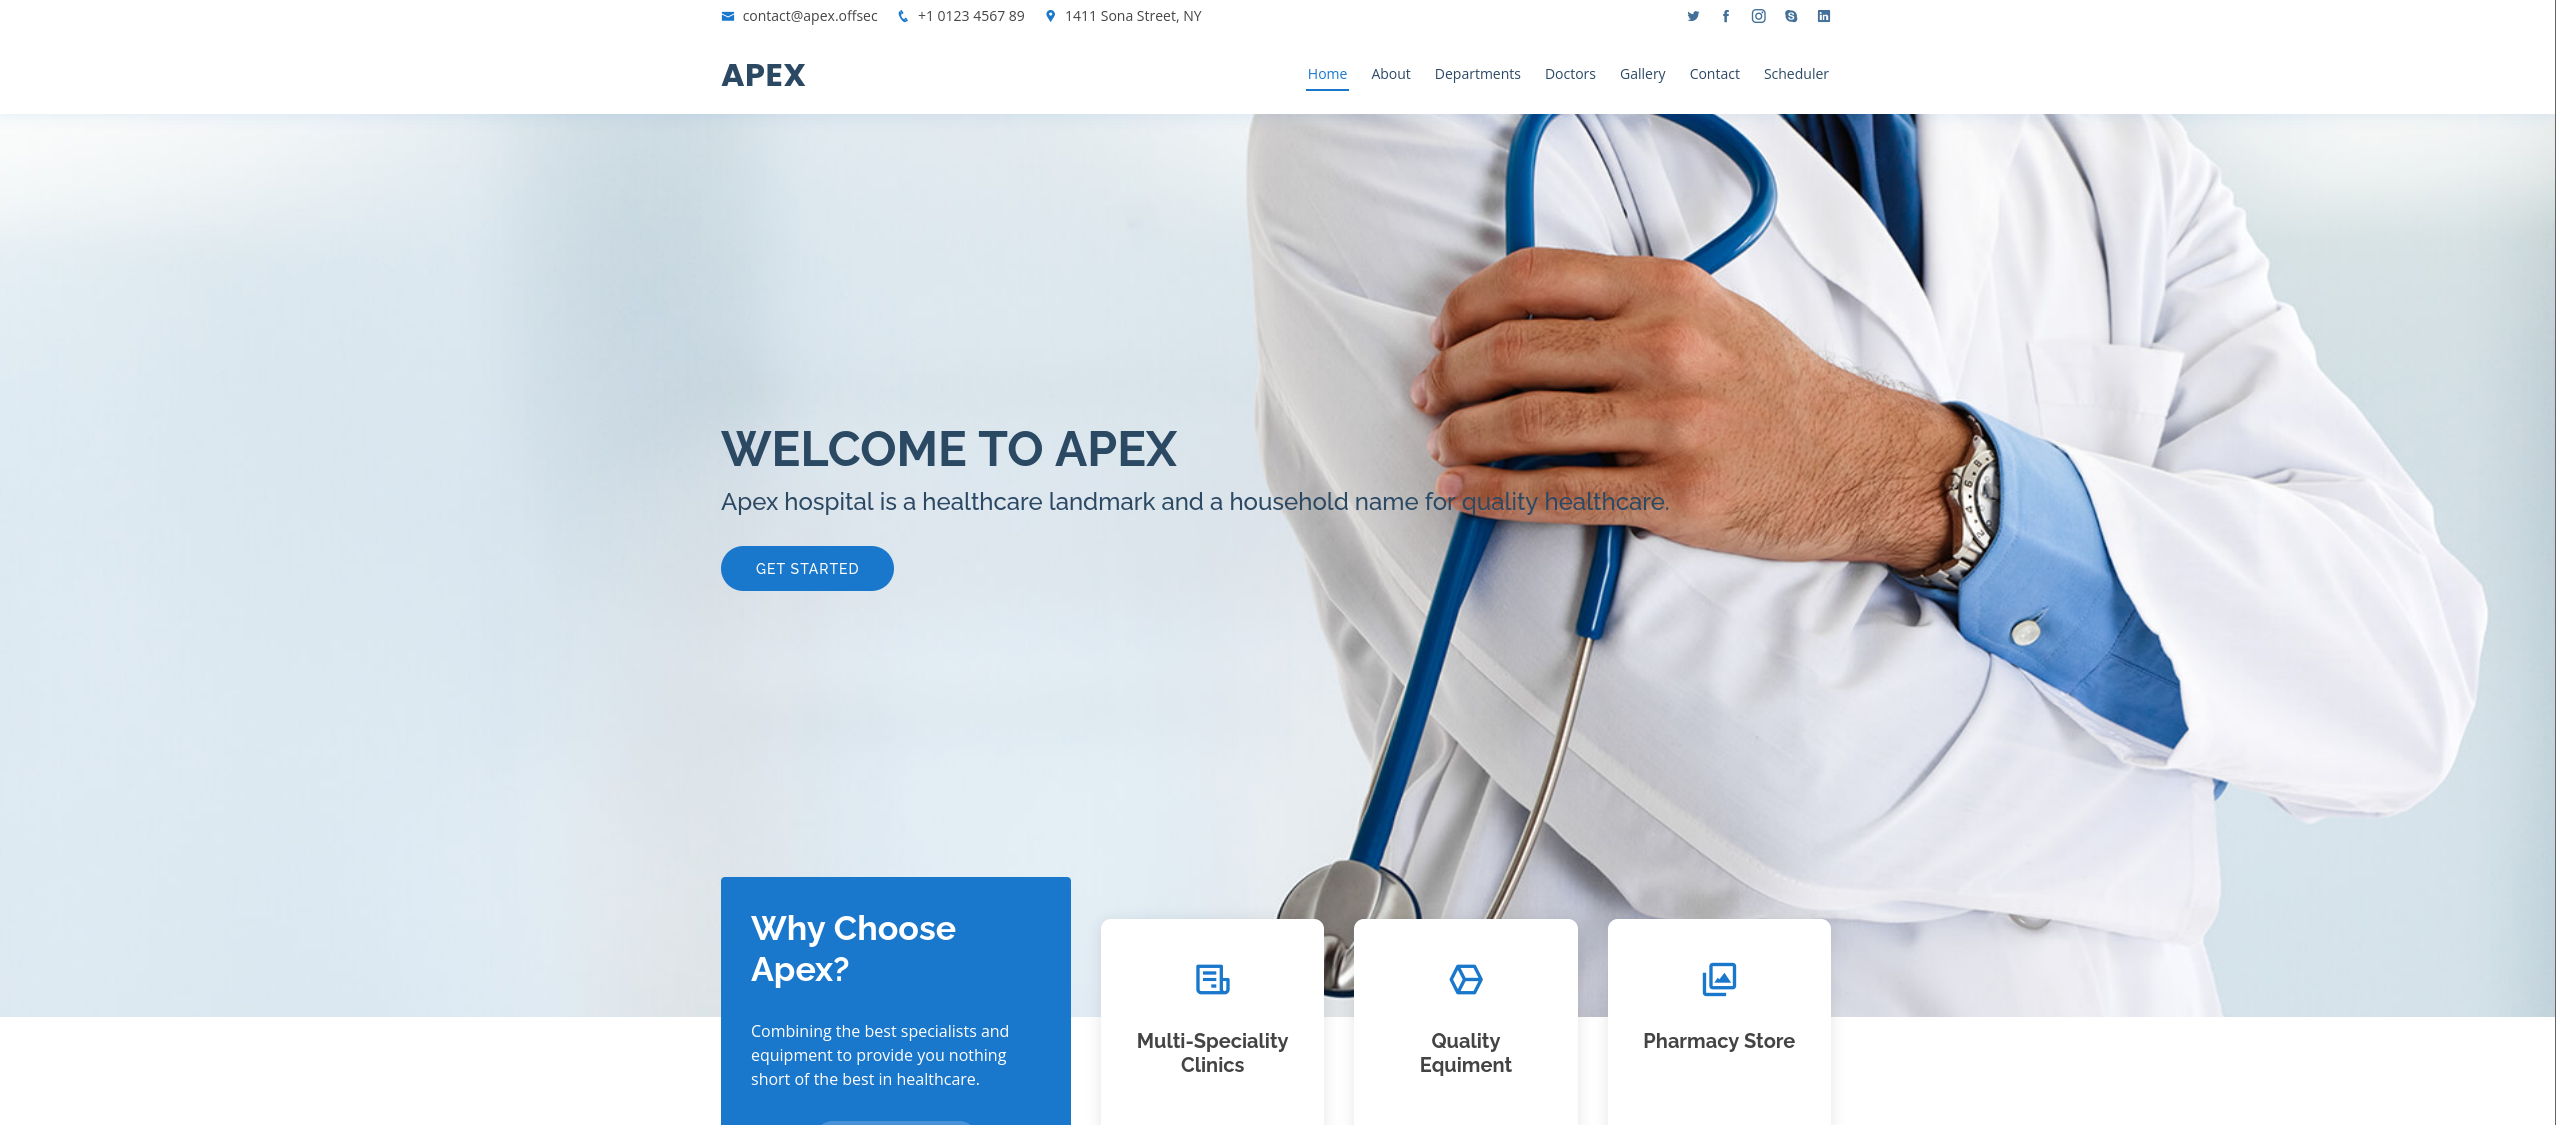 contact@apex.offsec +1 0123 4567 89 1411 Sona Street, NY
APEX
Home About Departments Doctors Gallery Contact Scheduler
WELCOME TO APEX
Apex hospital is a healthcare landmark and a household name for quality healthcare.
GET STARTED
Why Choose
Apex?
Combining the best specialists and
equipment to provide you nothing
short of the best in healthcare.
Multi-Speciality
Clinics
Quality
Equiment
Pharmacy Store